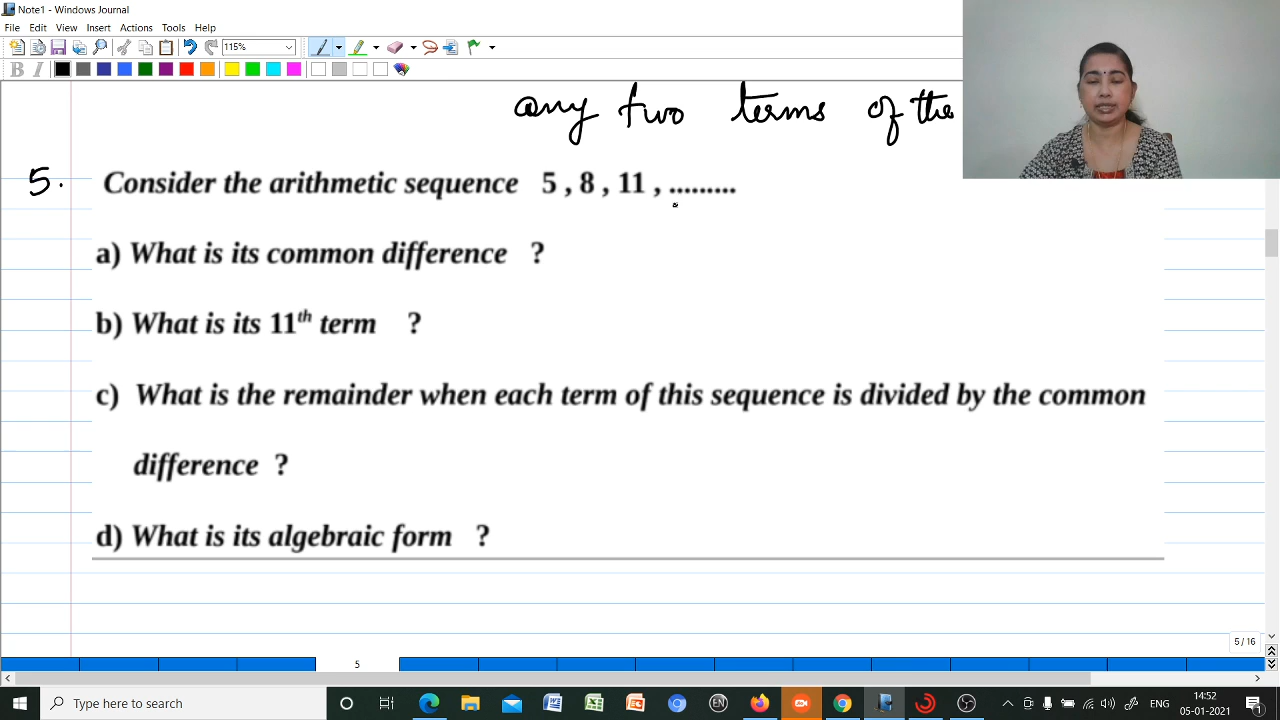 Note1 - Windows Journal
File Edit View Insert Actions Tools Help
115%
B I
any two terms of the
5. Consider the arithmetic sequence 5 , 8 , 11 , .........
a) What is its common difference ?
b) What is its 11th term ?
c) What is the remainder when each term of this sequence is divided by the common
difference ?
d) What is its algebraic form ?
5 / 16
5
Type here to search
14:52
05-01-2021